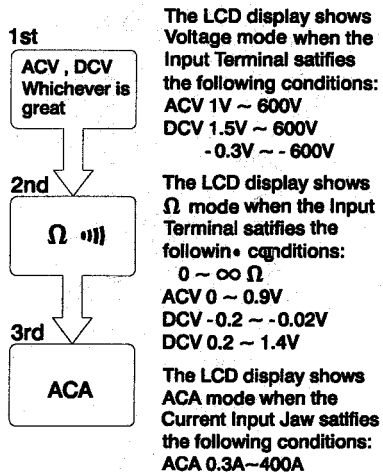 1st
ACV , DCV
Whichever is
great
The LCD display shows
Voltage mode when the
Input Terminal satifies
the following conditions:
ACV 1V ~ 600V
DCV 1.5V ~ 600V
- 0.3V ~ - 600V
2nd
Ω •)))
The LCD display shows
Ω mode when the Input
Terminal satifies the
followin• conditions:
0 ~ ∞ Ω
ACV 0 ~ 0.9V
DCV -0.2 ~ -0.02V
DCV 0.2 ~ 1.4V
3rd
ACA
The LCD display shows
ACA mode when the
Current Input Jaw satifies
the following conditions:
ACA 0.3A~400A